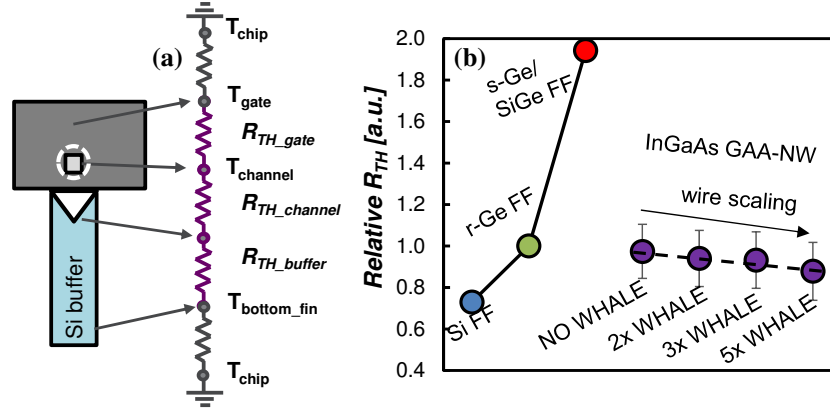 (a)
T_chip
T_gate
R_TH_gate
T_channel
R_TH_channel
R_TH_buffer
T_bottom_fin
T_chip
Si buffer
(b)
Relative R_TH [a.u.]
2.0
1.8
1.6
1.4
1.2
1.0
0.8
0.6
0.4
s-Ge/
SiGe FF
r-Ge FF
Si FF
InGaAs GAA-NW
wire scaling
NO WHALE
2x WHALE
3x WHALE
5x WHALE